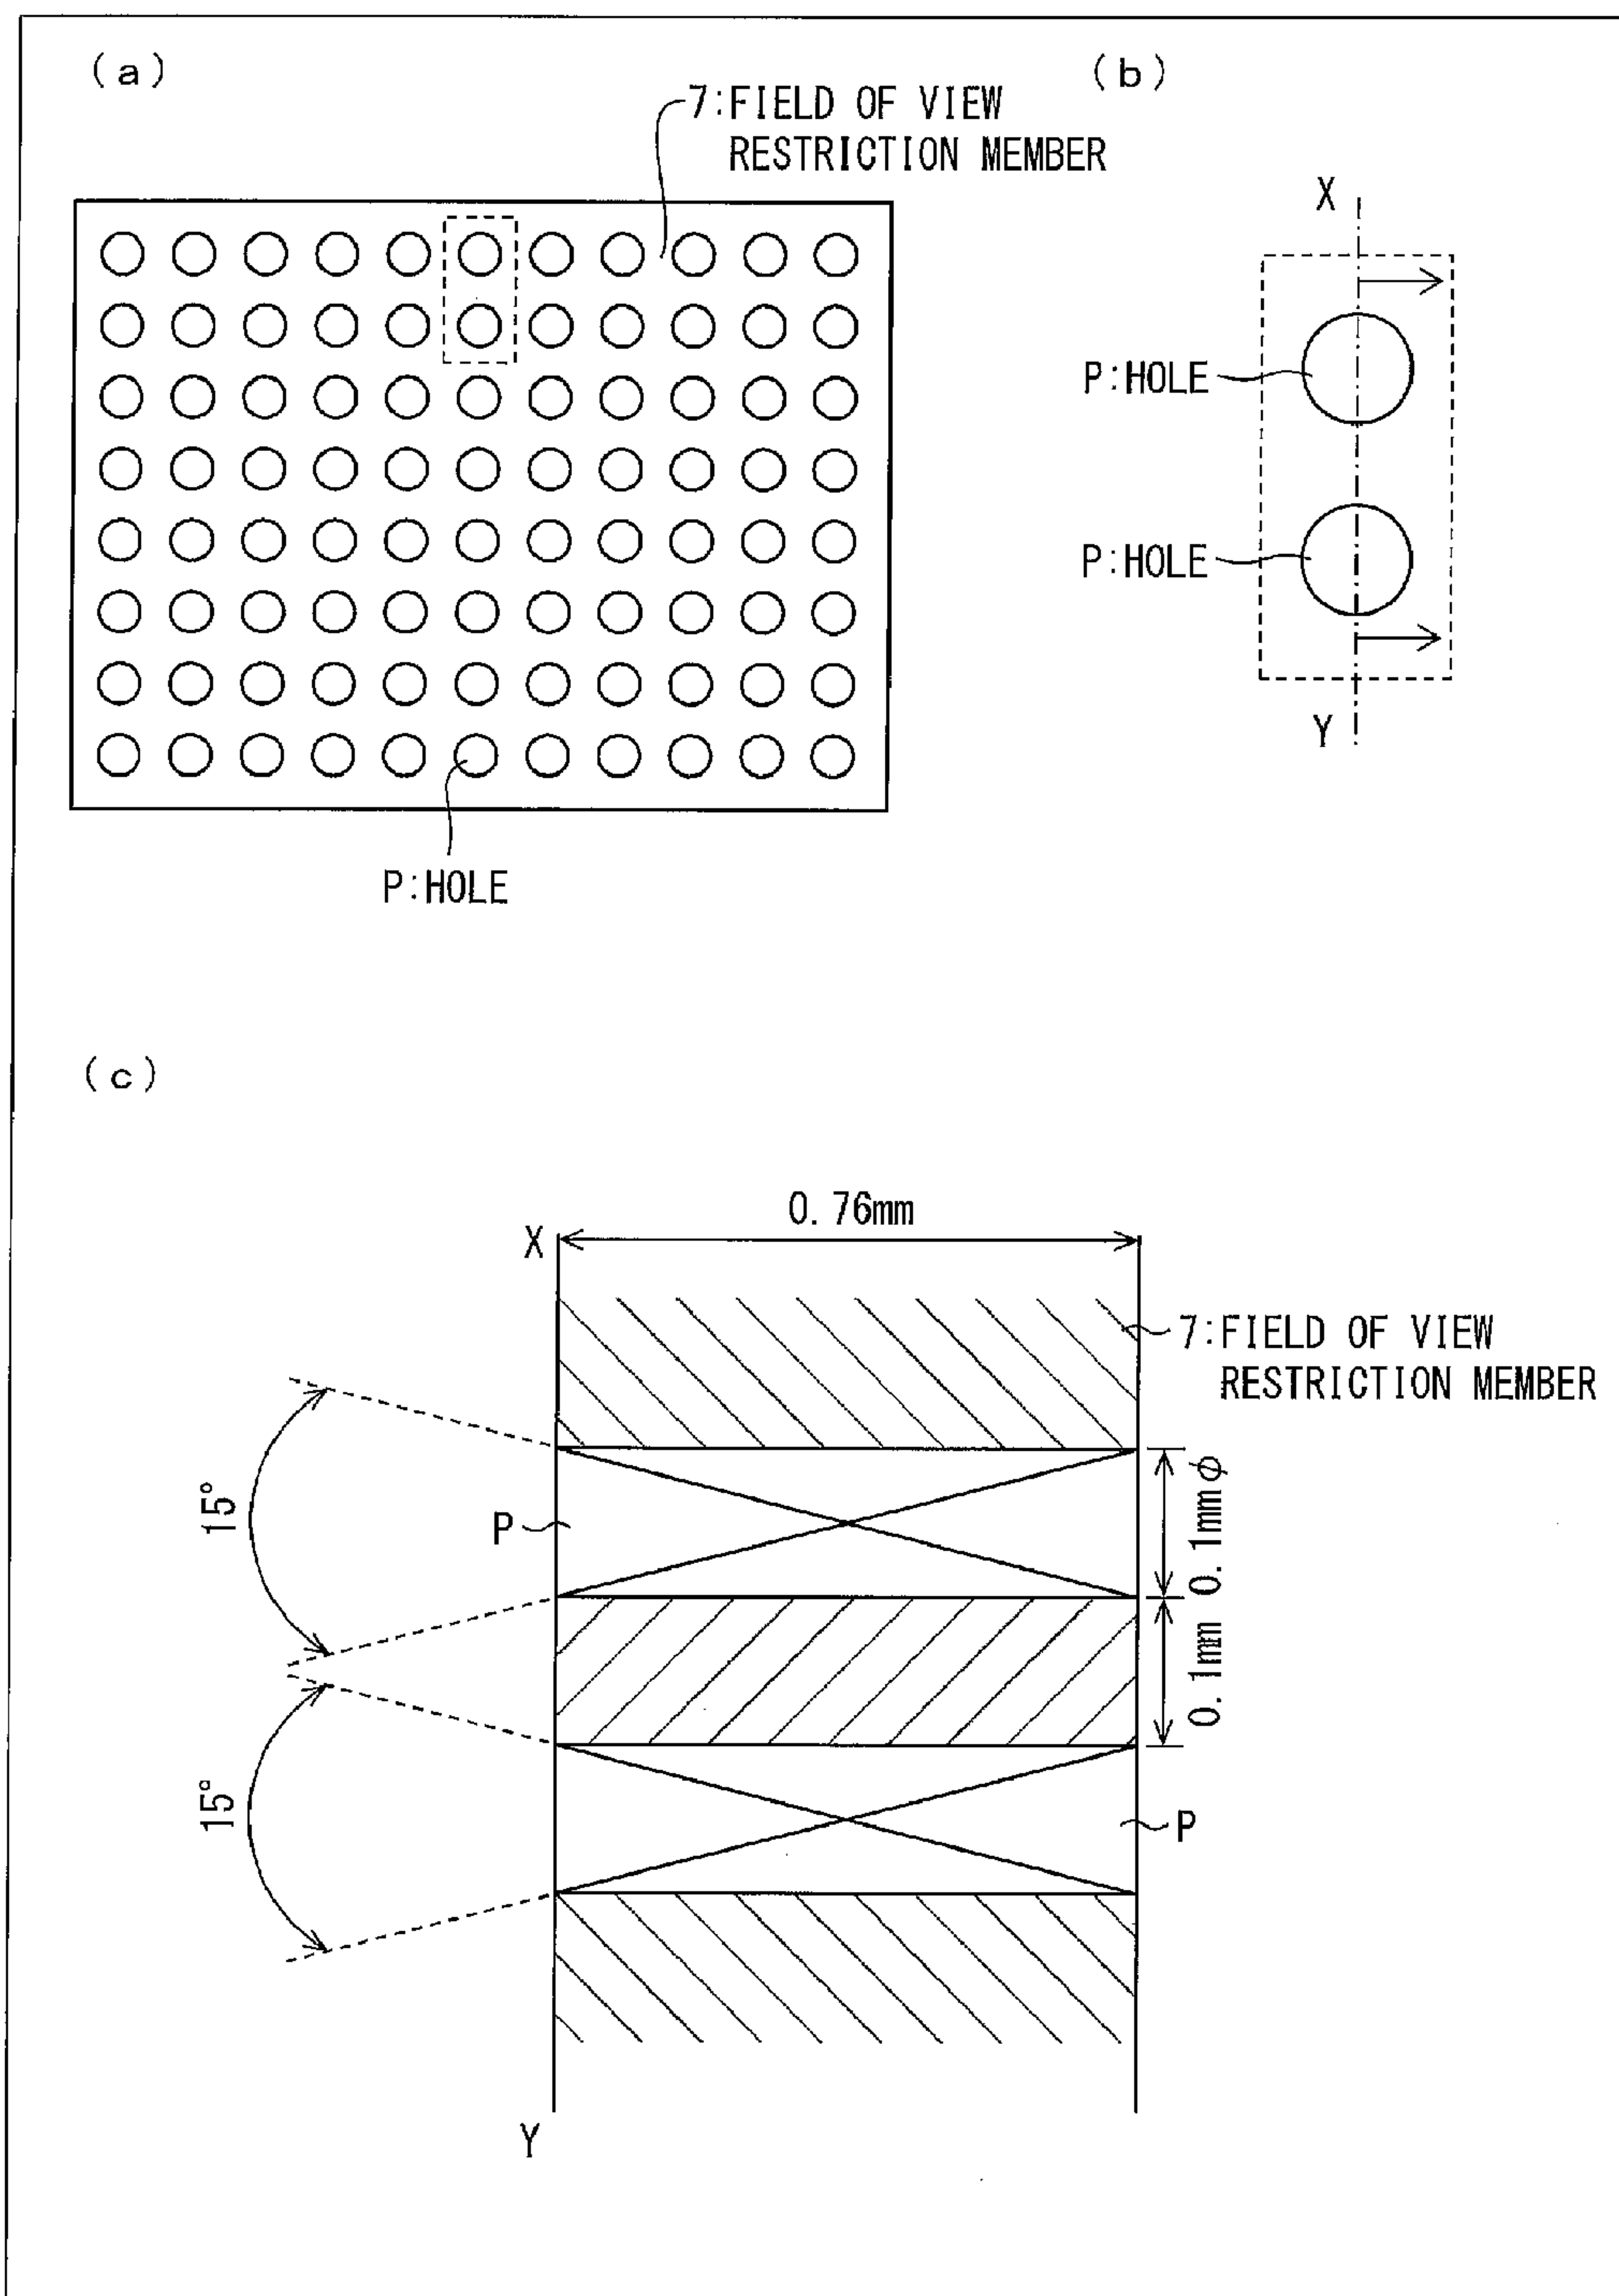 (a)
7:FIELD OF VIEW
RESTRICTION MEMBER
P:HOLE
(b)
X
P:HOLE
P:HOLE
Y
(c)
X
0.76mm
7:FIELD OF VIEW
RESTRICTION MEMBER
15°
P
0.1mmφ
0.1mm
15°
P
Y